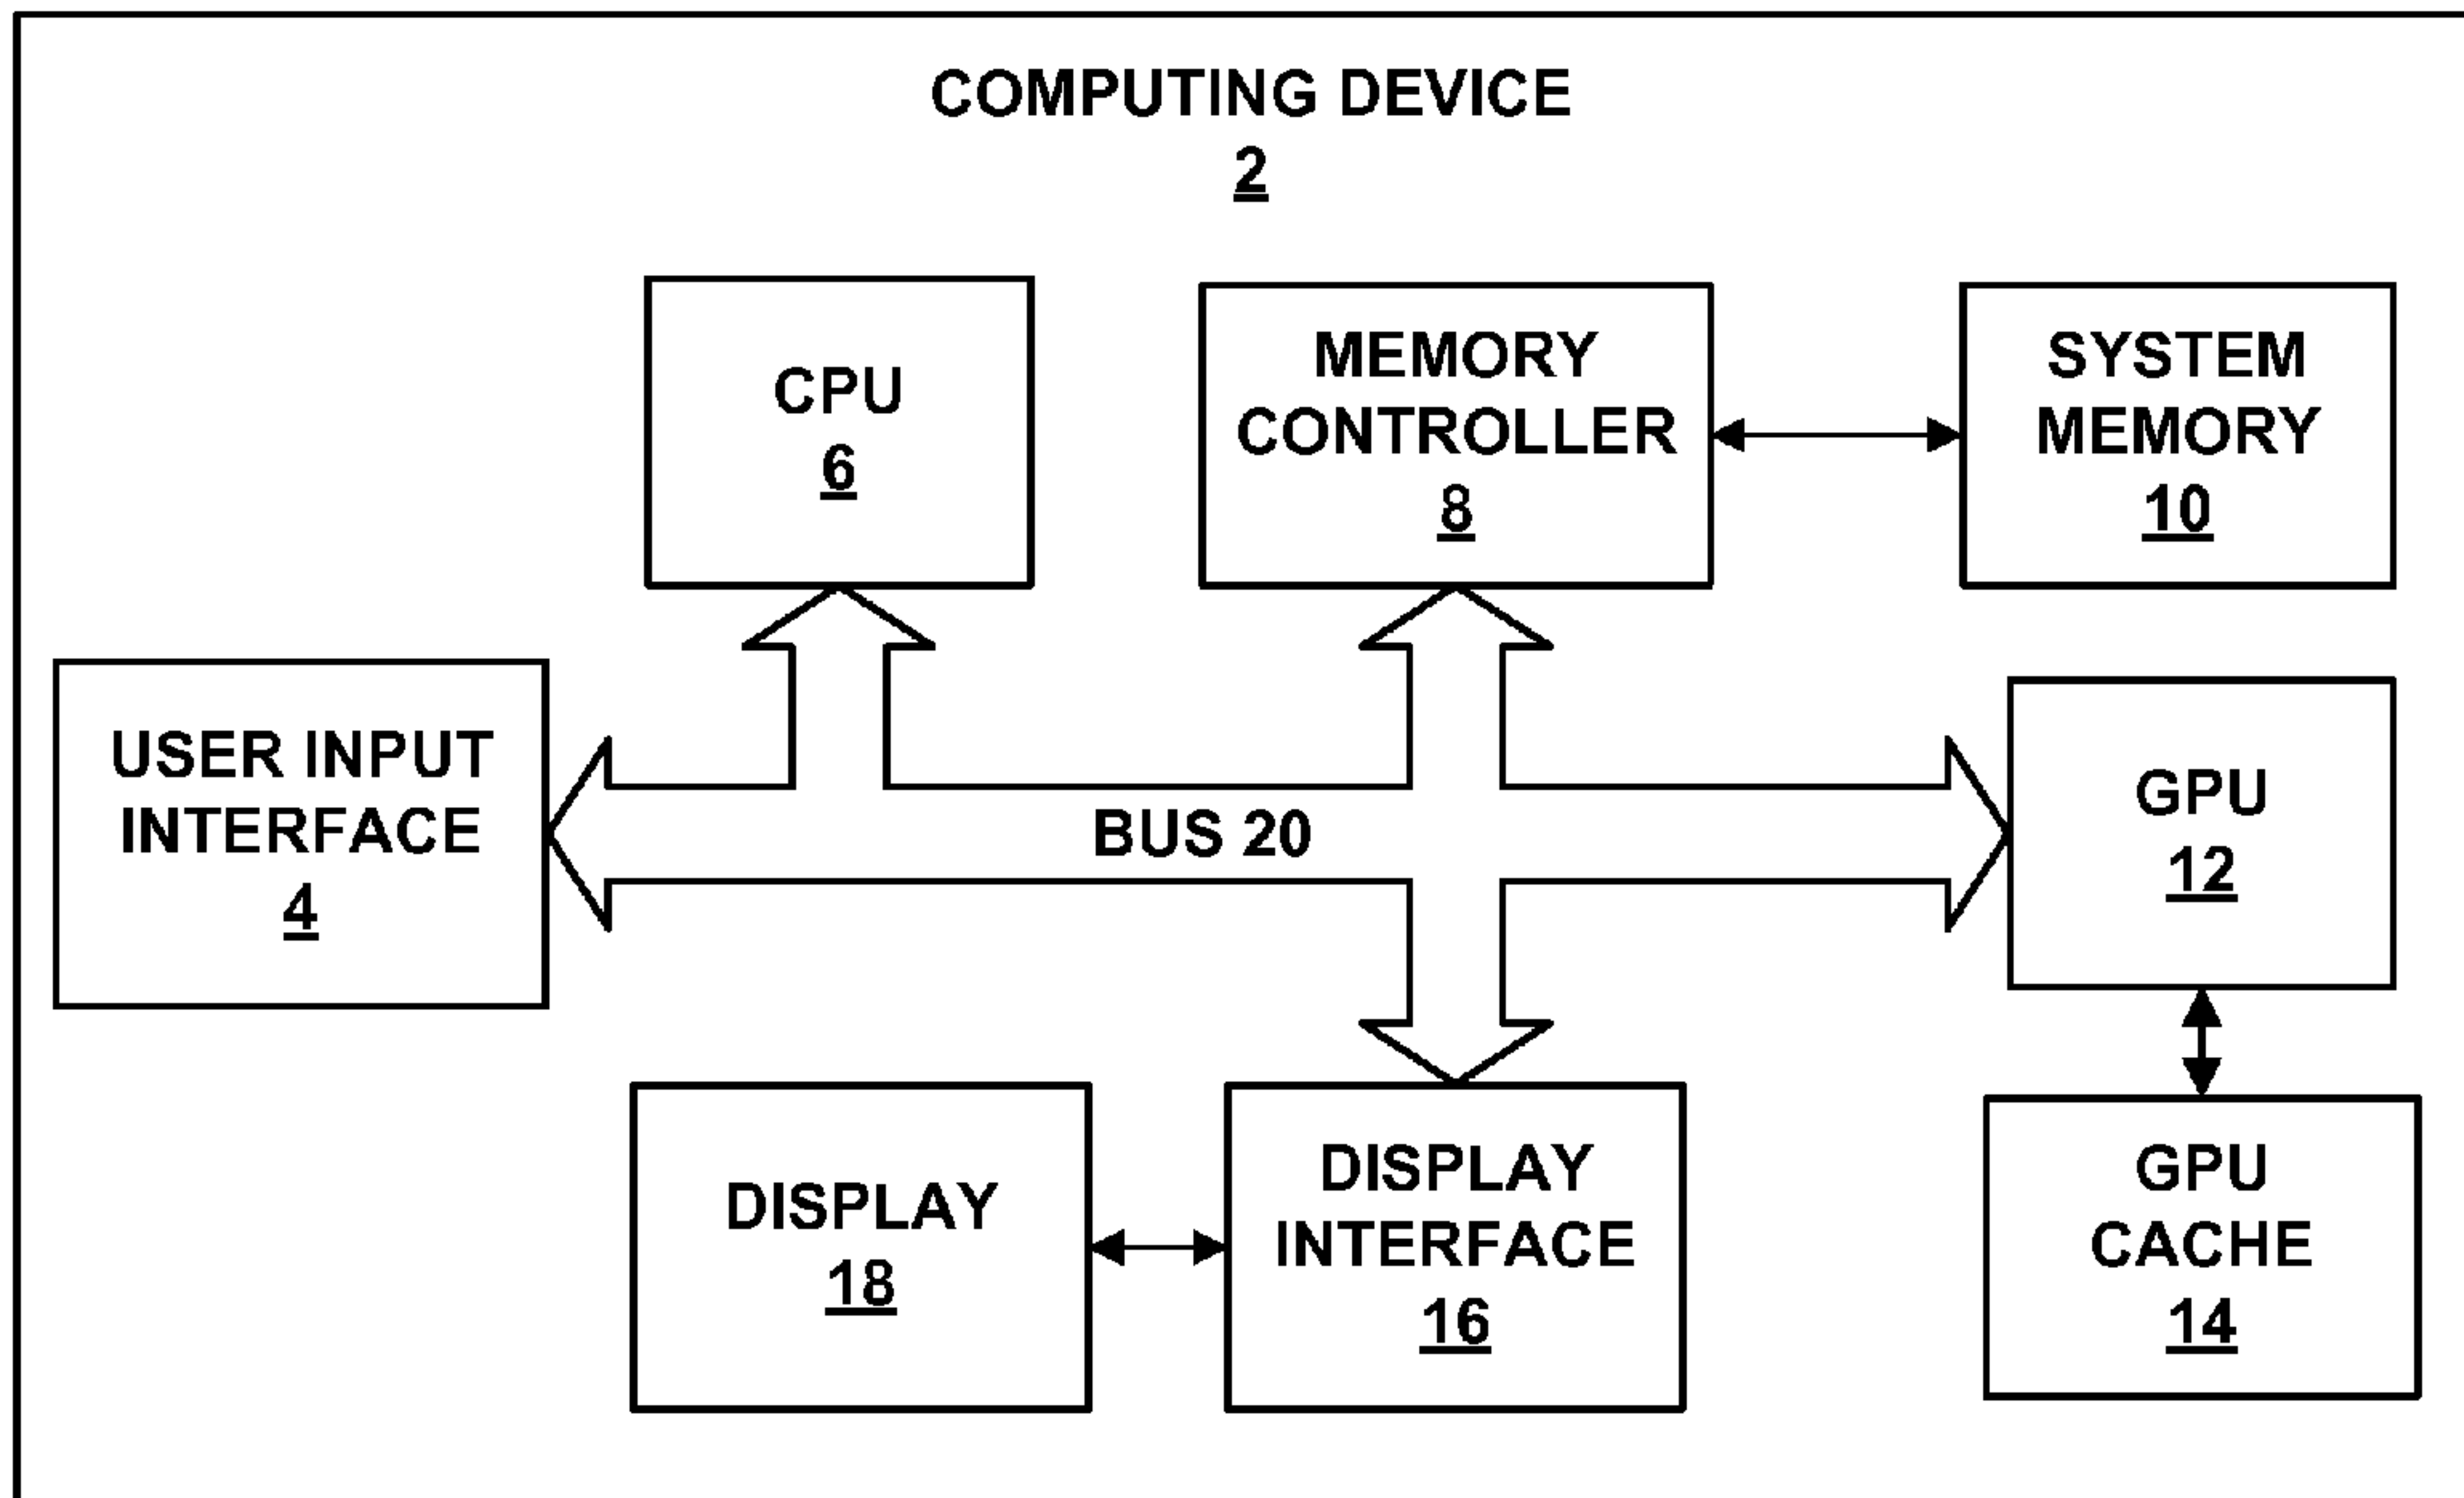 COMPUTING DEVICE
2
CPU
6
MEMORY
CONTROLLER
8
SYSTEM
MEMORY
10
USER INPUT
INTERFACE
4
BUS 20
GPU
12
DISPLAY
18
DISPLAY
INTERFACE
16
GPU
CACHE
14